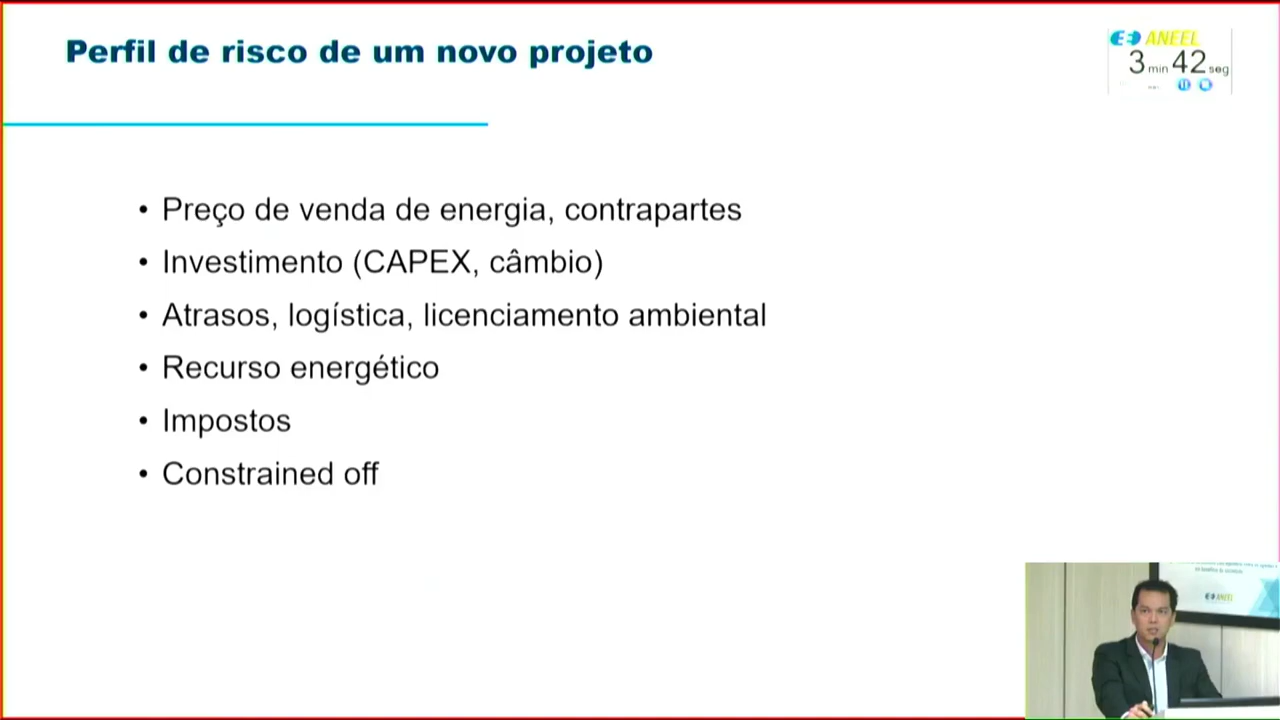 Perfil de risco de um novo projeto
ANEEL
3 min 42 seg
• Preço de venda de energia, contrapartes
• Investimento (CAPEX, câmbio)
• Atrasos, logística, licenciamento ambiental
• Recurso energético
• Impostos
• Constrained off
ANEEL